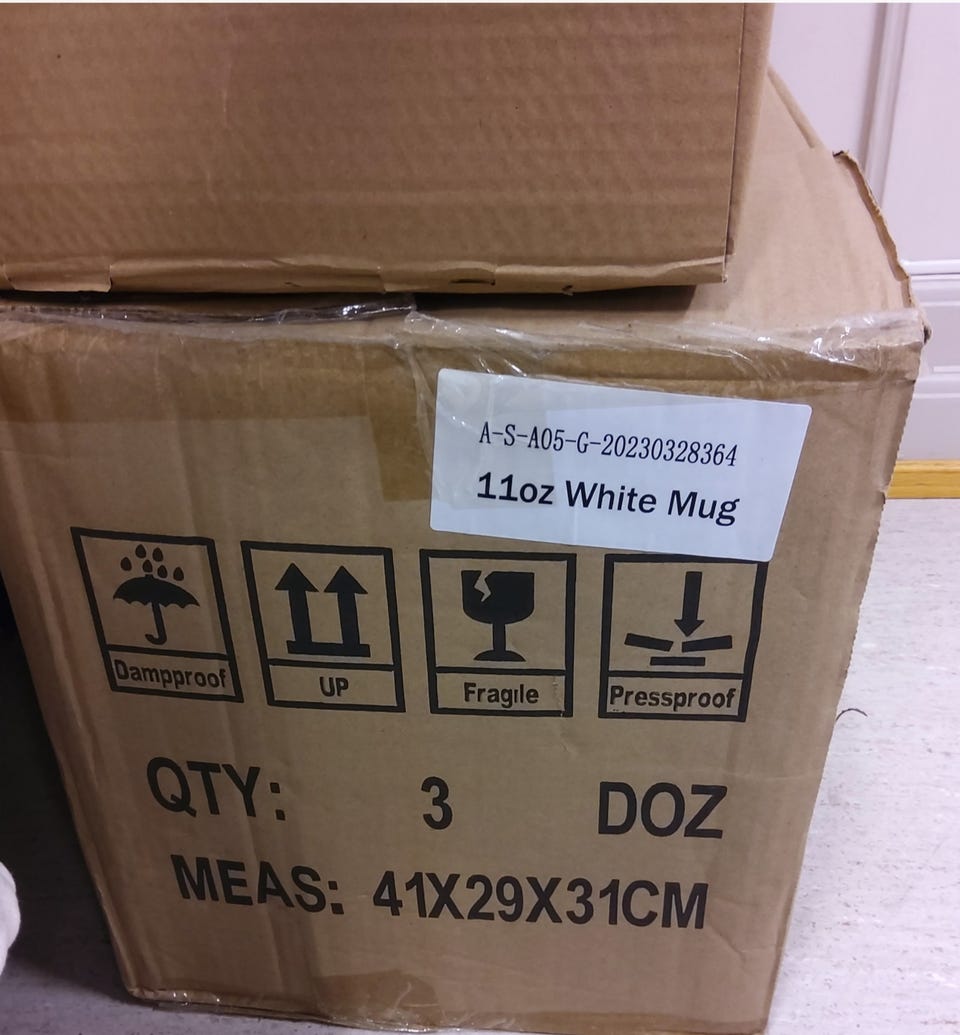 A-S-A05-G-20230328364
11oz White Mug
Dampproof
UP
Fragile
Pressproof
QTY: 3 DOZ
MEAS: 41X29X31CM